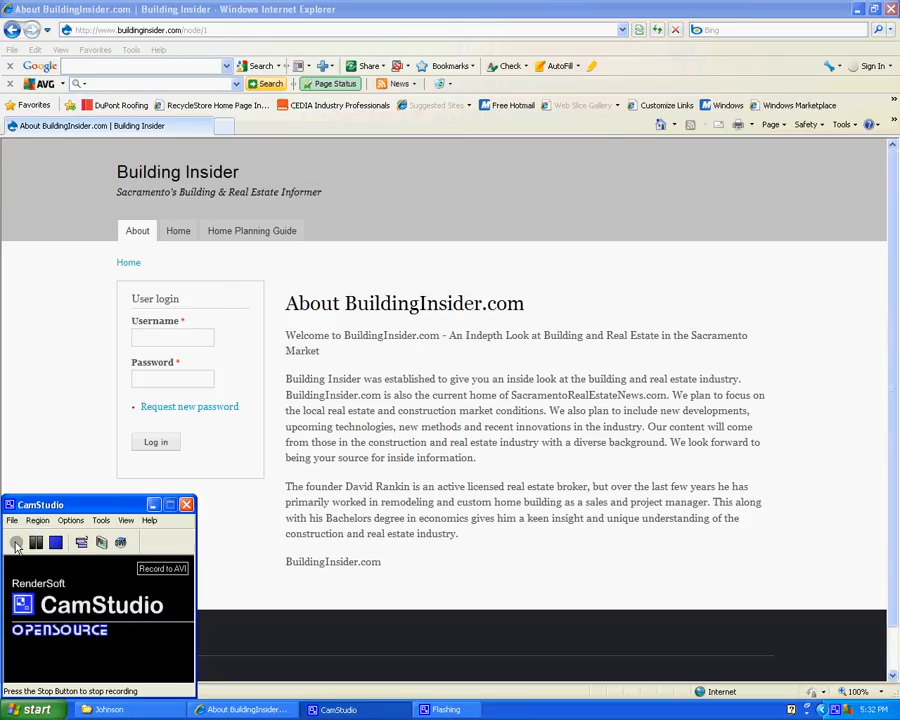 About BuildingInsider.com | Building Insider - Windows Internet Explorer
http://www.buildinginsider.com/node/1
Bing
File Edit View Favorites Tools Help
Google Search Share Bookmarks Check AutoFill Sign In
AVG Search Page Status News
Favorites DuPont Roofing RecycleStore Home Page In... CEDIA Industry Professionals Suggested Sites Free Hotmail Web Slice Gallery Customize Links Windows Windows Marketplace
About BuildingInsider.com | Building Insider
Page Safety Tools
Building Insider
Sacramento's Building & Real Estate Informer
About Home Home Planning Guide
Home
User login
Username *
Password *
Request new password
Log in
About BuildingInsider.com
Welcome to BuildingInsider.com - An Indepth Look at Building and Real Estate in the Sacramento
Market
Building Insider was established to give you an inside look at the building and real estate industry.
BuildingInsider.com is also the current home of SacramentoRealEstateNews.com. We plan to focus on
the local real estate and construction market conditions. We also plan to include new developments,
upcoming technologies, new methods and recent innovations in the industry. Our content will come
from those in the construction and real estate industry with a diverse background. We look forward to
being your source for inside information.
The founder David Rankin is an active licensed real estate broker, but over the last few years he has
primarily worked in remodeling and custom home building as a sales and project manager. This along
with his Bachelors degree in economics gives him a keen insight and unique understanding of the
construction and real estate industry.
BuildingInsider.com
CamStudio
File Region Options Tools View Help
Record to AVI
RenderSoft
CamStudio
OPENSOURCE
Press the Stop Button to stop recording
Internet 100%
start Johnson About BuildingInsider... CamStudio Flashing 5:32 PM